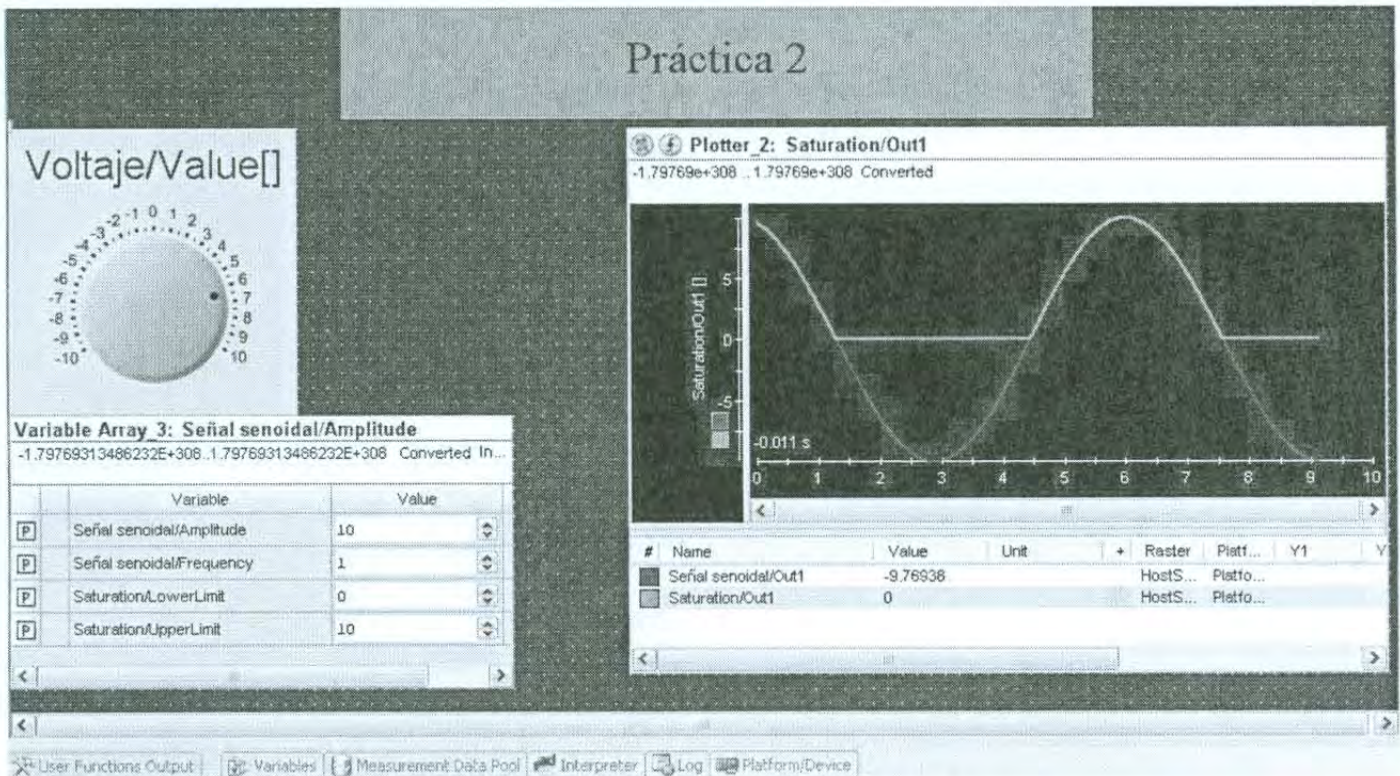 Práctica 2
Voltaje/Value[]
-10 -9 -8 -7 -6 -5 -4 -3 -2 -1 0 1 2 3 4 5 6 7 8 9 10
Plotter_2: Saturation/Out1
-1.79769e+308 .. 1.79769e+308 Converted
Saturation/Out1 []
5
0
-5
-0.011 s
0 1 2 3 4 5 6 7 8 9 10
# Name Value Unit + Raster Platf... Y1 Y
Señal senoidal/Out1 -9.76938 HostS... Platfo...
Saturation/Out1 0 HostS... Platfo...
Variable Array_3: Señal senoidal/Amplitude
-1.79769313486232E+308..1.79769313486232E+308 Converted In...
Variable Value
P Señal senoidal/Amplitude 10
P Señal senoidal/Frequency 1
P Saturation/LowerLimit 0
P Saturation/UpperLimit 10
User Functions Output Variables Measurement Data Pool Interpreter Log Platform/Device